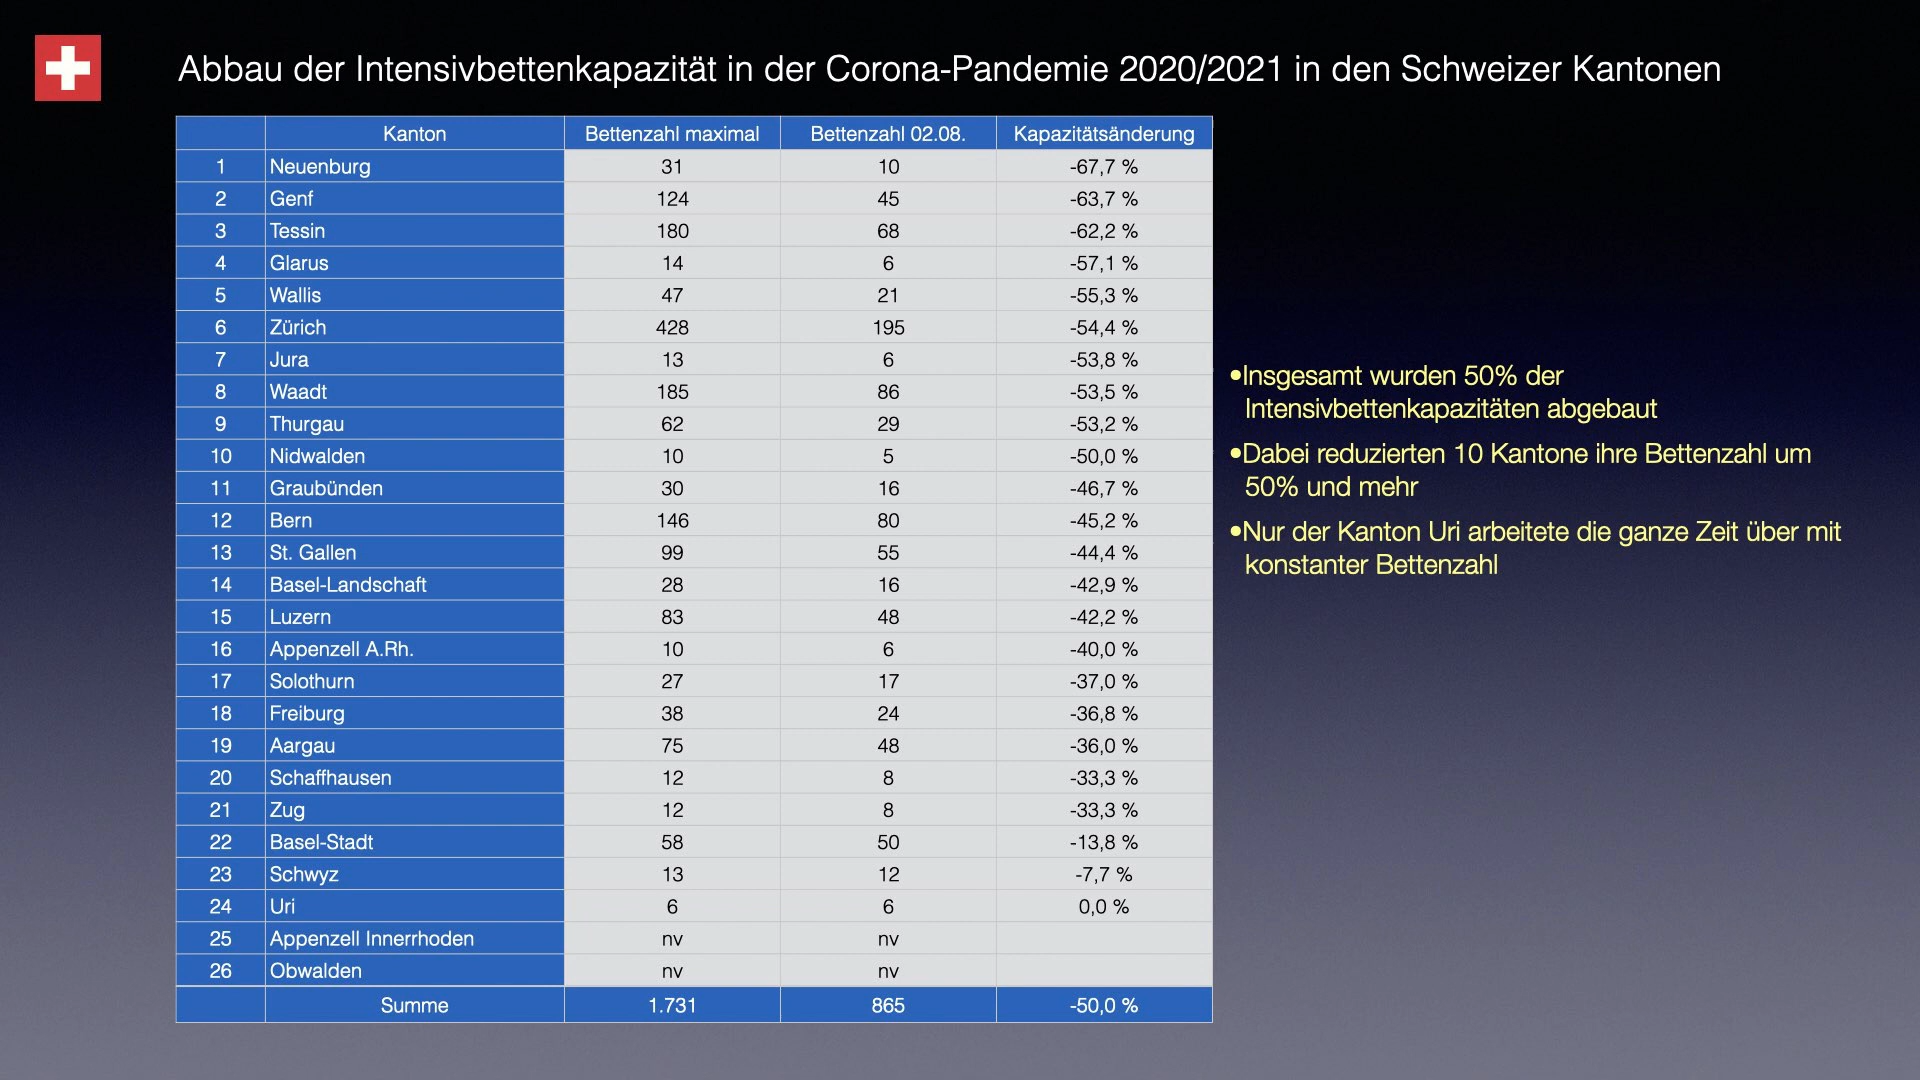 Abbau der Intensivbettenkapazität in der Corona-Pandemie 2020/2021 in den Schweizer Kantonen
Kanton Bettenzahl maximal Bettenzahl 02.08. Kapazitätsänderung
1 Neuenburg 31 10 -67,7 %
2 Genf 124 45 -63,7 %
3 Tessin 180 68 -62,2 %
4 Glarus 14 6 -57,1 %
5 Wallis 47 21 -55,3 %
6 Zürich 428 195 -54,4 %
7 Jura 13 6 -53,8 %
8 Waadt 185 86 -53,5 %
9 Thurgau 62 29 -53,2 %
10 Nidwalden 10 5 -50,0 %
11 Graubünden 30 16 -46,7 %
12 Bern 146 80 -45,2 %
13 St. Gallen 99 55 -44,4 %
14 Basel-Landschaft 28 16 -42,9 %
15 Luzern 83 48 -42,2 %
16 Appenzell A.Rh. 10 6 -40,0 %
17 Solothurn 27 17 -37,0 %
18 Freiburg 38 24 -36,8 %
19 Aargau 75 48 -36,0 %
20 Schaffhausen 12 8 -33,3 %
21 Zug 12 8 -33,3 %
22 Basel-Stadt 58 50 -13,8 %
23 Schwyz 13 12 -7,7 %
24 Uri 6 6 0,0 %
25 Appenzell Innerrhoden nv nv
26 Obwalden nv nv
Summe 1.731 865 -50,0 %
•Insgesamt wurden 50% der
Intensivbettenkapazitäten abgebaut
•Dabei reduzierten 10 Kantone ihre Bettenzahl um
50% und mehr
•Nur der Kanton Uri arbeitete die ganze Zeit über mit
konstanter Bettenzahl